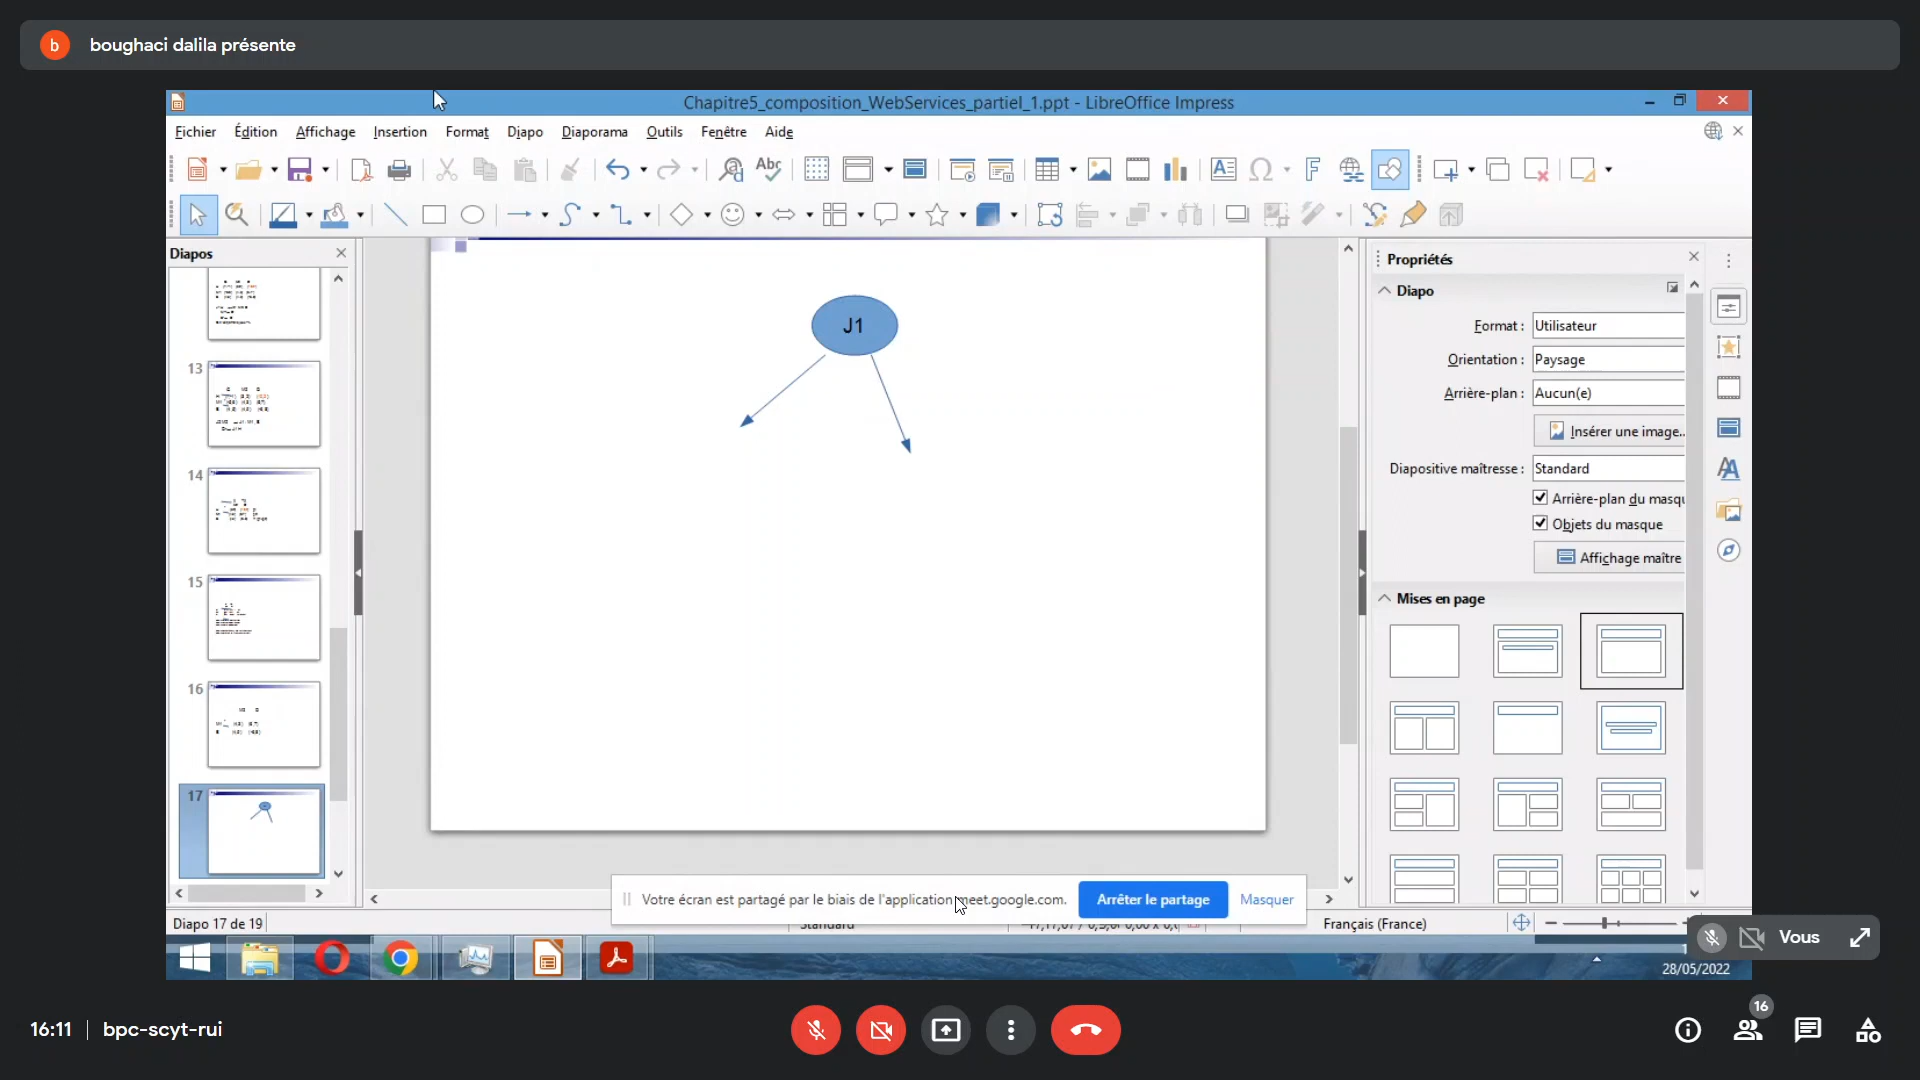 b boughaci dalila présente
Chapitre5_composition_WebServices_partiel_1.ppt - LibreOffice Impress
Fichier Édition Affichage Insertion Format Diapo Diaporama Outils Fenêtre Aide
Diapos
13
14
15
16
17
J1
Propriétés
Diapo
Format : Utilisateur
Orientation : Paysage
Arrière-plan : Aucun(e)
Insérer une image..
Diapositive maîtresse : Standard
Arrière-plan du masqu
Objets du masque
Affichage maître
Mises en page
Votre écran est partagé par le biais de l'application meet.google.com. Arrêter le partage Masquer
Diapo 17 de 19
Standard
Français (France)
Vous
28/05/2022
16:11 bpc-scyt-rui
16